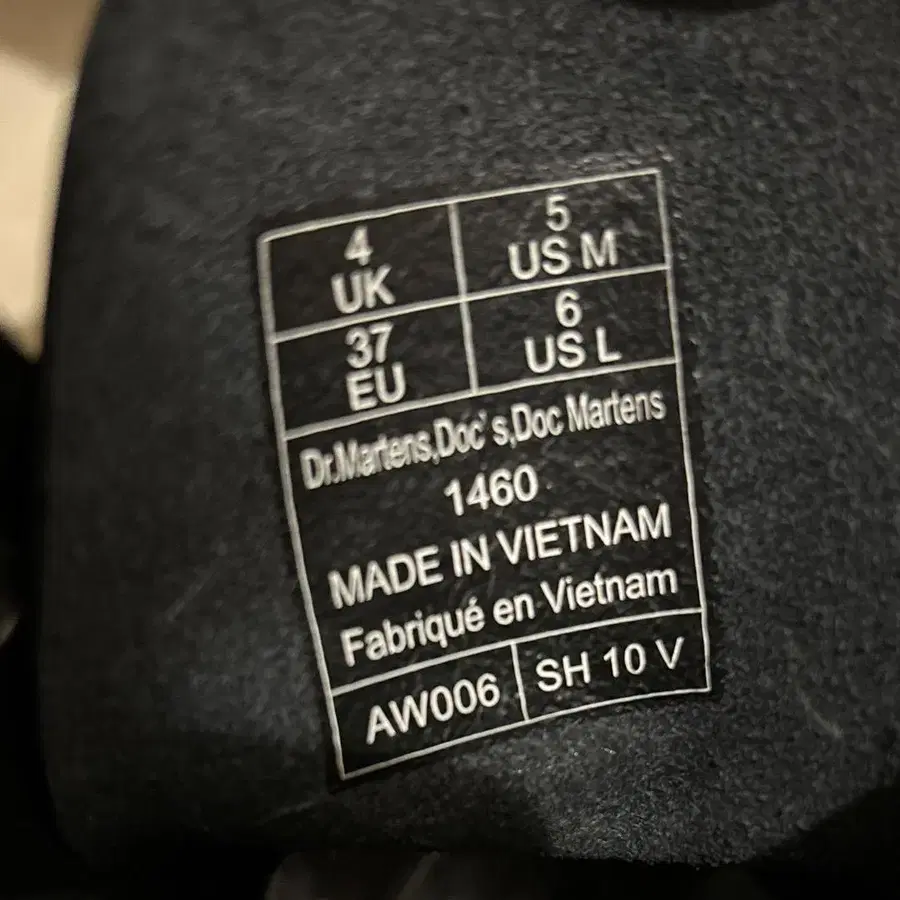 4
UK
5
US M
37
EU
6
US L
Dr.Martens,Doc's,Doc Martens
1460
MADE IN VIETNAM
Fabriqué en Vietnam
AW006
SH 10 V